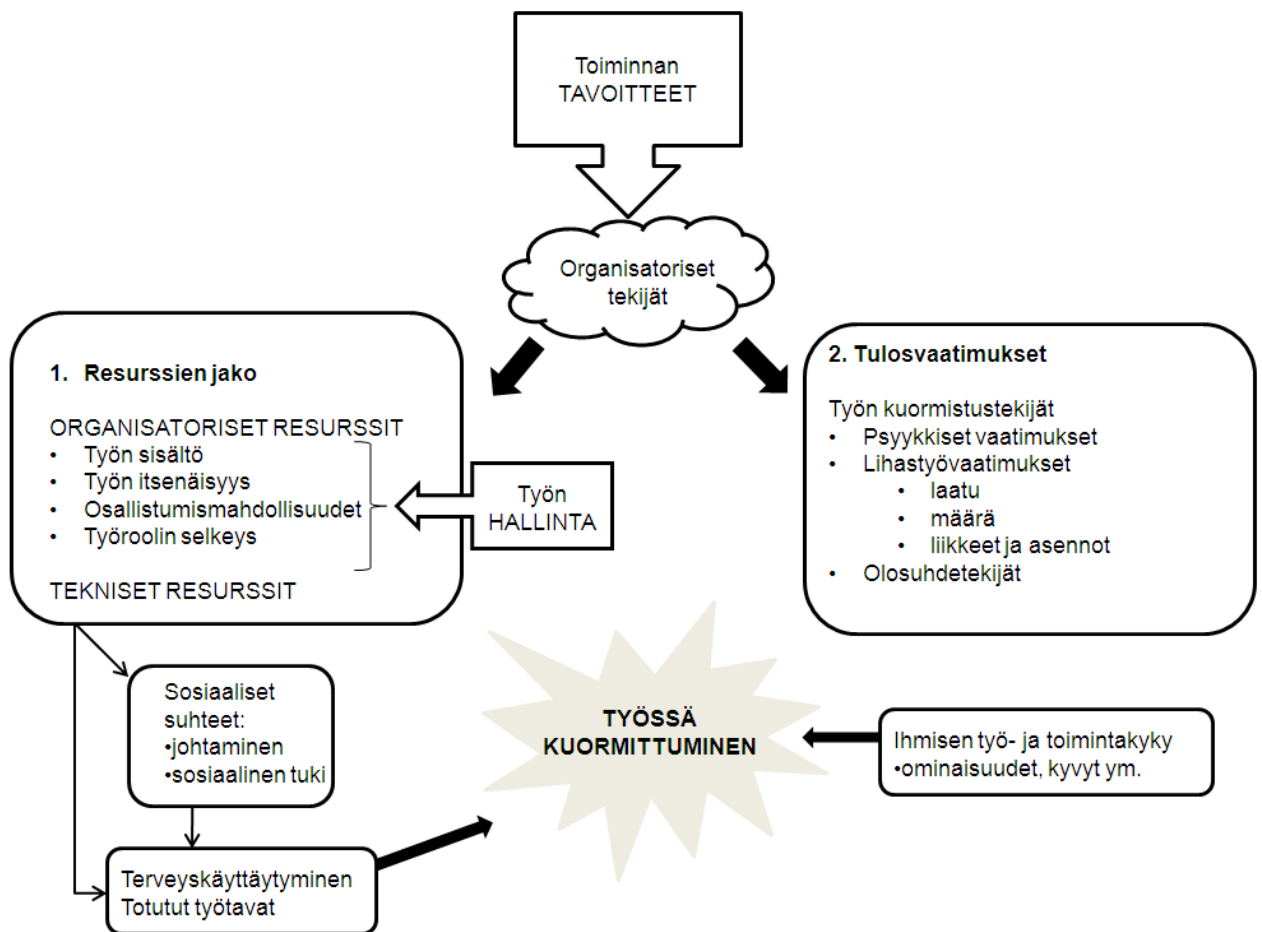 Toiminnan
TAVOITTEET
Organisatoriset
tekijät
1. Resurssien jako
ORGANISATORISET RESURSSIT
• Työn sisältö
• Työn itsenäisyys
• Osallistumismahdollisuudet
• Työroolin selkeys
TEKNISET RESURSSIT
Työn
HALLINTA
2. Tulosvaatimukset
Työn kuormistustekijät
• Psyykkiset vaatimukset
• Lihastyövaatimukset
• laatu
• määrä
• liikkeet ja asennot
• Olosuhdetekijät
Sosiaaliset
suhteet:
•johtaminen
•sosiaalinen tuki
TYÖSSÄ
KUORMITTUMINEN
Ihmisen työ- ja toimintakyky
•ominaisuudet, kyvyt ym.
Terveyskäyttäytyminen
Totutut työtavat